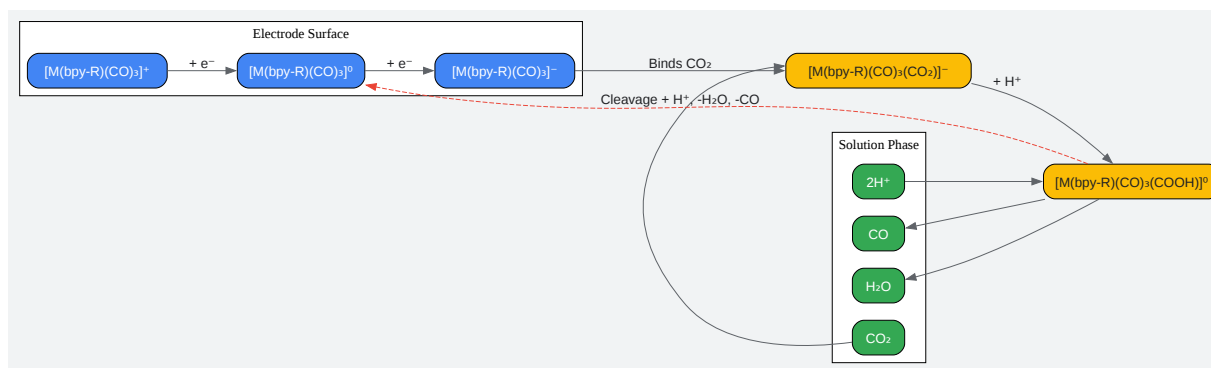 Electrode Surface
[M(bpy-R)(CO)₃]⁺
+ e⁻
[M(bpy-R)(CO)₃]⁰
+ e⁻
[M(bpy-R)(CO)₃]⁻
Binds CO₂
[M(bpy-R)(CO)₃(CO₂)]⁻
+ H⁺
Cleavage + H⁺, -H₂O, -CO
Solution Phase
2H⁺
[M(bpy-R)(CO)₃(COOH)]⁰
CO
H₂O
CO₂